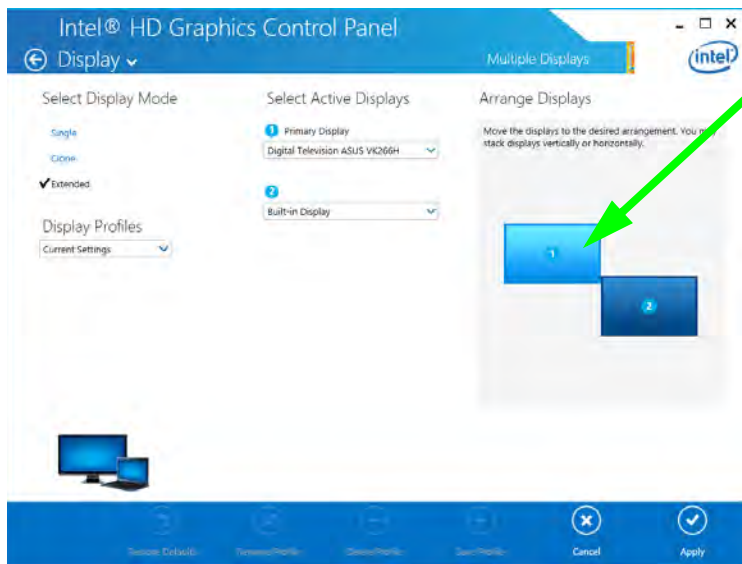 Intel® HD Graphics Control Panel
Display
Multiple Displays
intel
Select Display Mode
Select Active Displays
Arrange Displays
Single
Clone
Extended
1 Primary Display
Digital Television ASUS VK266H
2
Built-in Display
Move the displays to the desired arrangement. You may
stack displays vertically or horizontally.
Display Profiles
Current Settings
1
2
Restore Defaults
Cancel
Apply